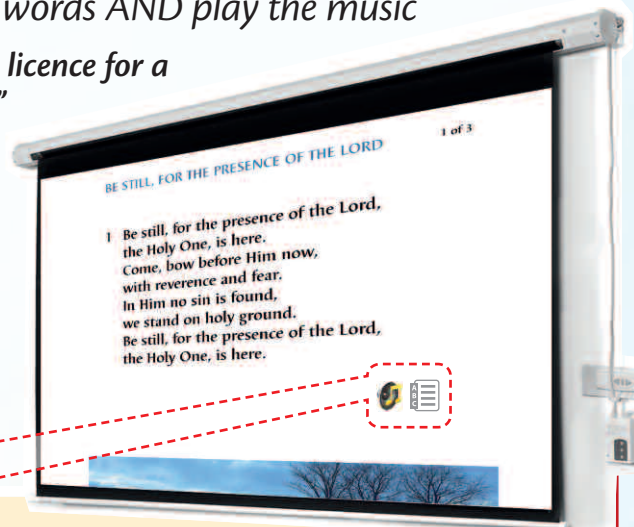 words AND play the music
licence for a
”
BE STILL, FOR THE PRESENCE OF THE LORD
1 of 3
1 Be still, for the presence of the Lord,
the Holy One, is here.
Come, bow before Him now,
with reverence and fear.
In Him no sin is found,
we stand on holy ground.
Be still, for the presence of the Lord,
the Holy One, is here.
A
B
C